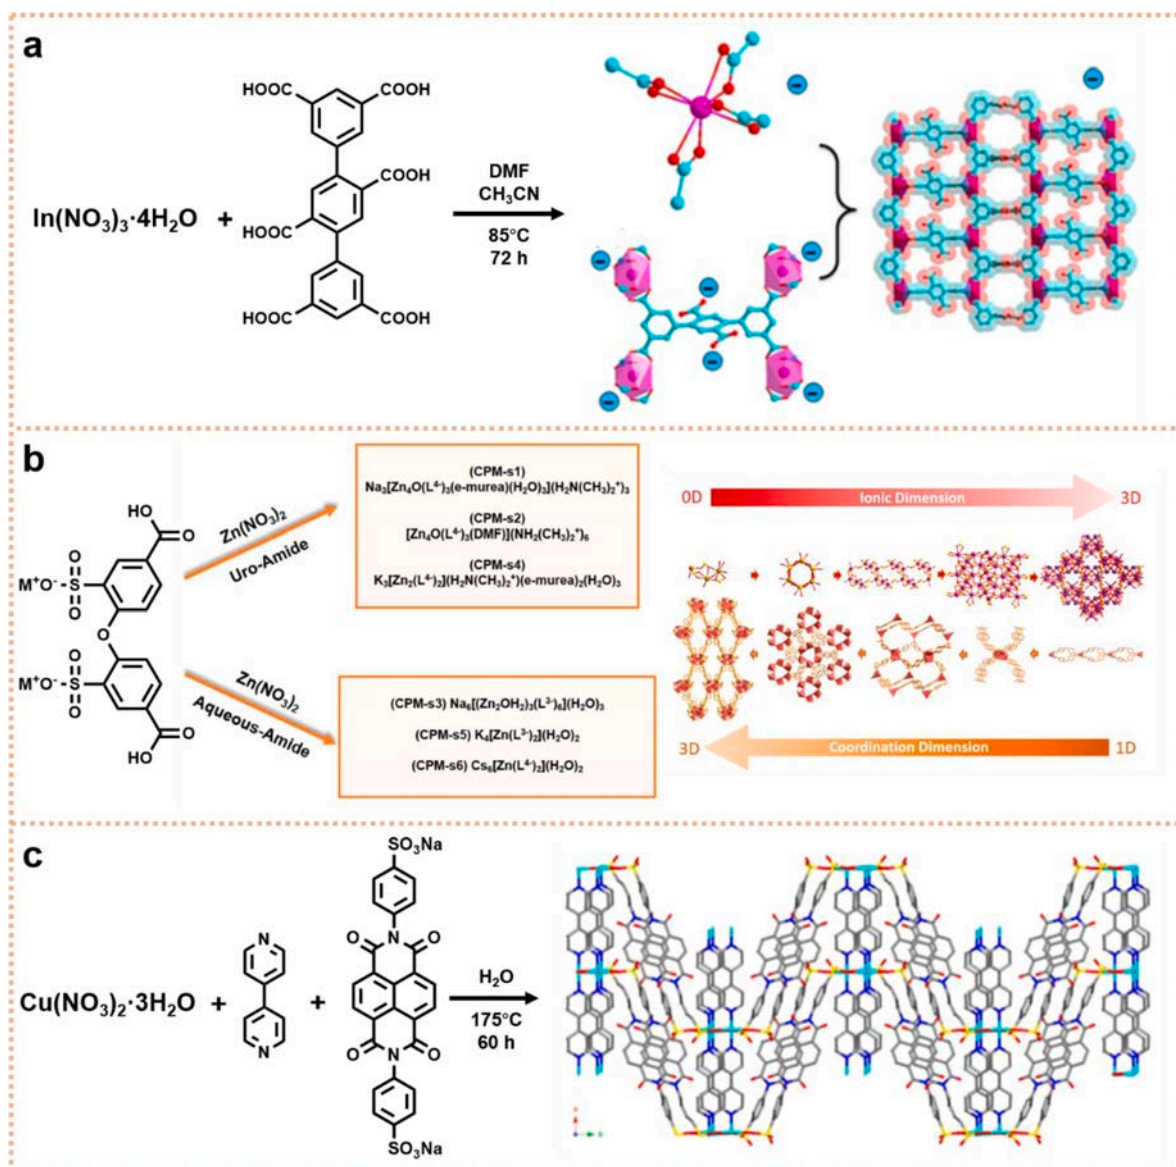 a
HOOC
COOH
COOH
HOOC
HOOC
COOH
In(NO₃)₃·4H₂O
+
DMF
CH₃CN
85°C
72 h
b
HO
O
M⁺O⁻
S
O
O
O
M⁺O⁻
S
O
O
HO
O
Zn(NO₃)₂
Uro-Amide
Zn(NO₃)₂
Aqueous-Amide
(CPM-s1)
Na₃[Zn₄O(L⁴⁻)₃(e-murea)(H₂O)₃](H₂N(CH₃)₂⁺)₃
(CPM-s2)
[Zn₄O(L⁴⁻)₃(DMF)](NH₂(CH₃)₂⁺)₆
(CPM-s4)
K₃[Zn₂(L⁴⁻)₂](H₂N(CH₃)₂⁺)(e-murea)₂(H₂O)₃
(CPM-s3) Na₆[(Zn₂OH₂)₃(L³⁻)₆](H₂O)₃
(CPM-s5) K₄[Zn(L³⁻)₂](H₂O)₂
(CPM-s6) Cs₆[Zn(L⁴⁻)₂](H₂O)₂
0D
Ionic Dimension
3D
3D
Coordination Dimension
1D
c
Cu(NO₃)₂·3H₂O
+
N
N
+
SO₃Na
O
N
O
O
N
O
SO₃Na
H₂O
175°C
60 h